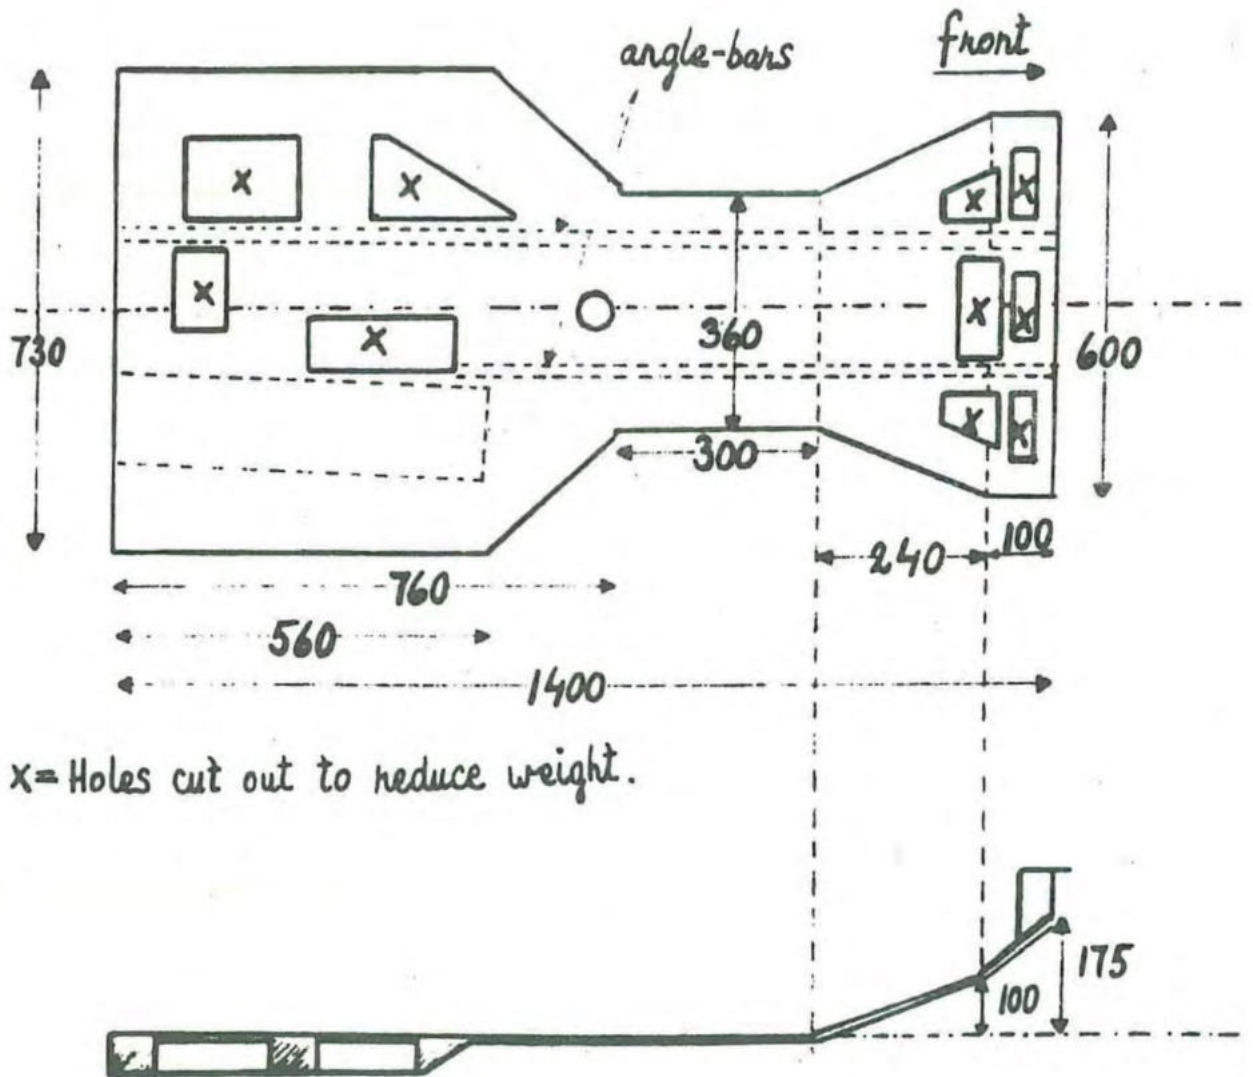 front
angle-bars
X
X
X
X
X
X
X
X
X
X
730
360
600
300
240
100
760
560
1400
x= Holes cut out to reduce weight.
175
100